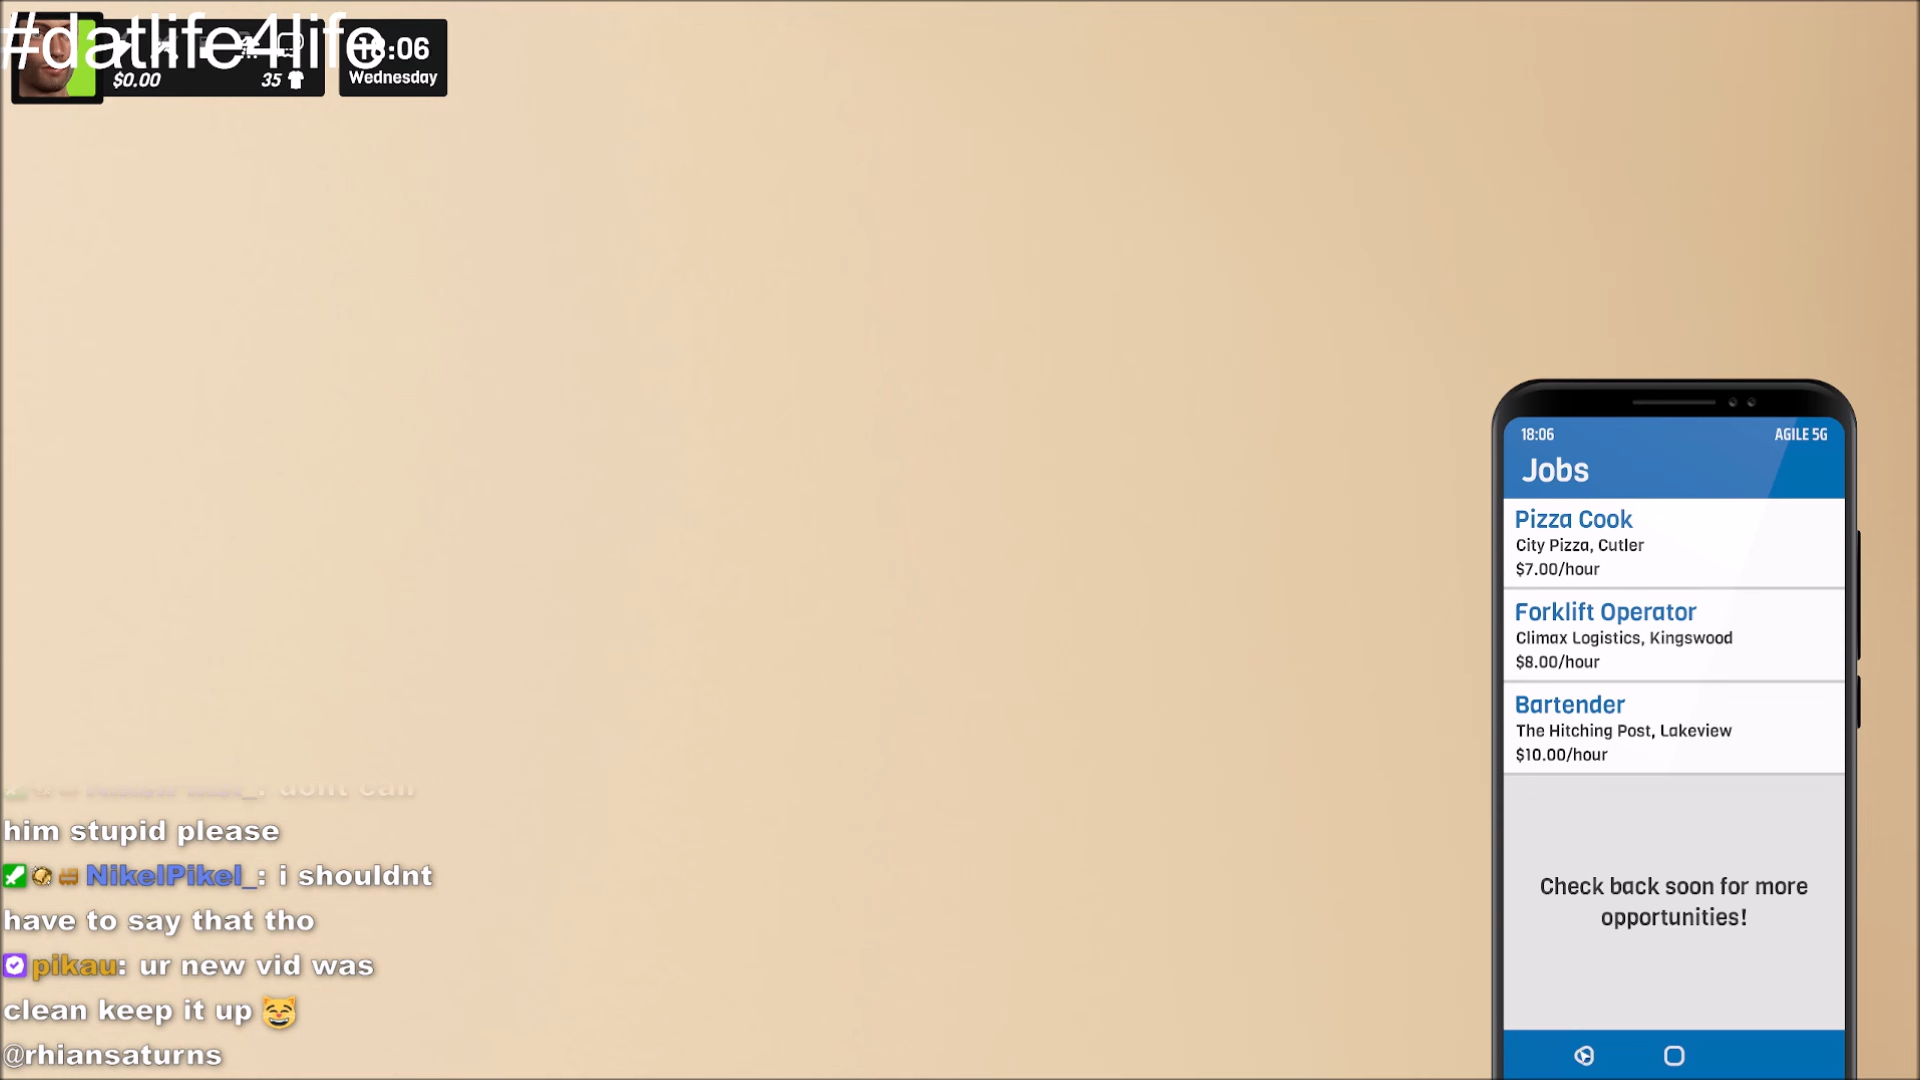 #datlife4life
$0.00
35
18:06
Wednesday
18:06
AGILE 5G
Jobs
Pizza Cook
City Pizza, Cutler
$7.00/hour
Forklift Operator
Climax Logistics, Kingswood
$8.00/hour
Bartender
The Hitching Post, Lakeview
$10.00/hour
Check back soon for more
opportunities!
: dont call
him stupid please
NikelPikel_: i shouldnt
have to say that tho
pikau: ur new vid was
clean keep it up 😸
@rhiansaturns